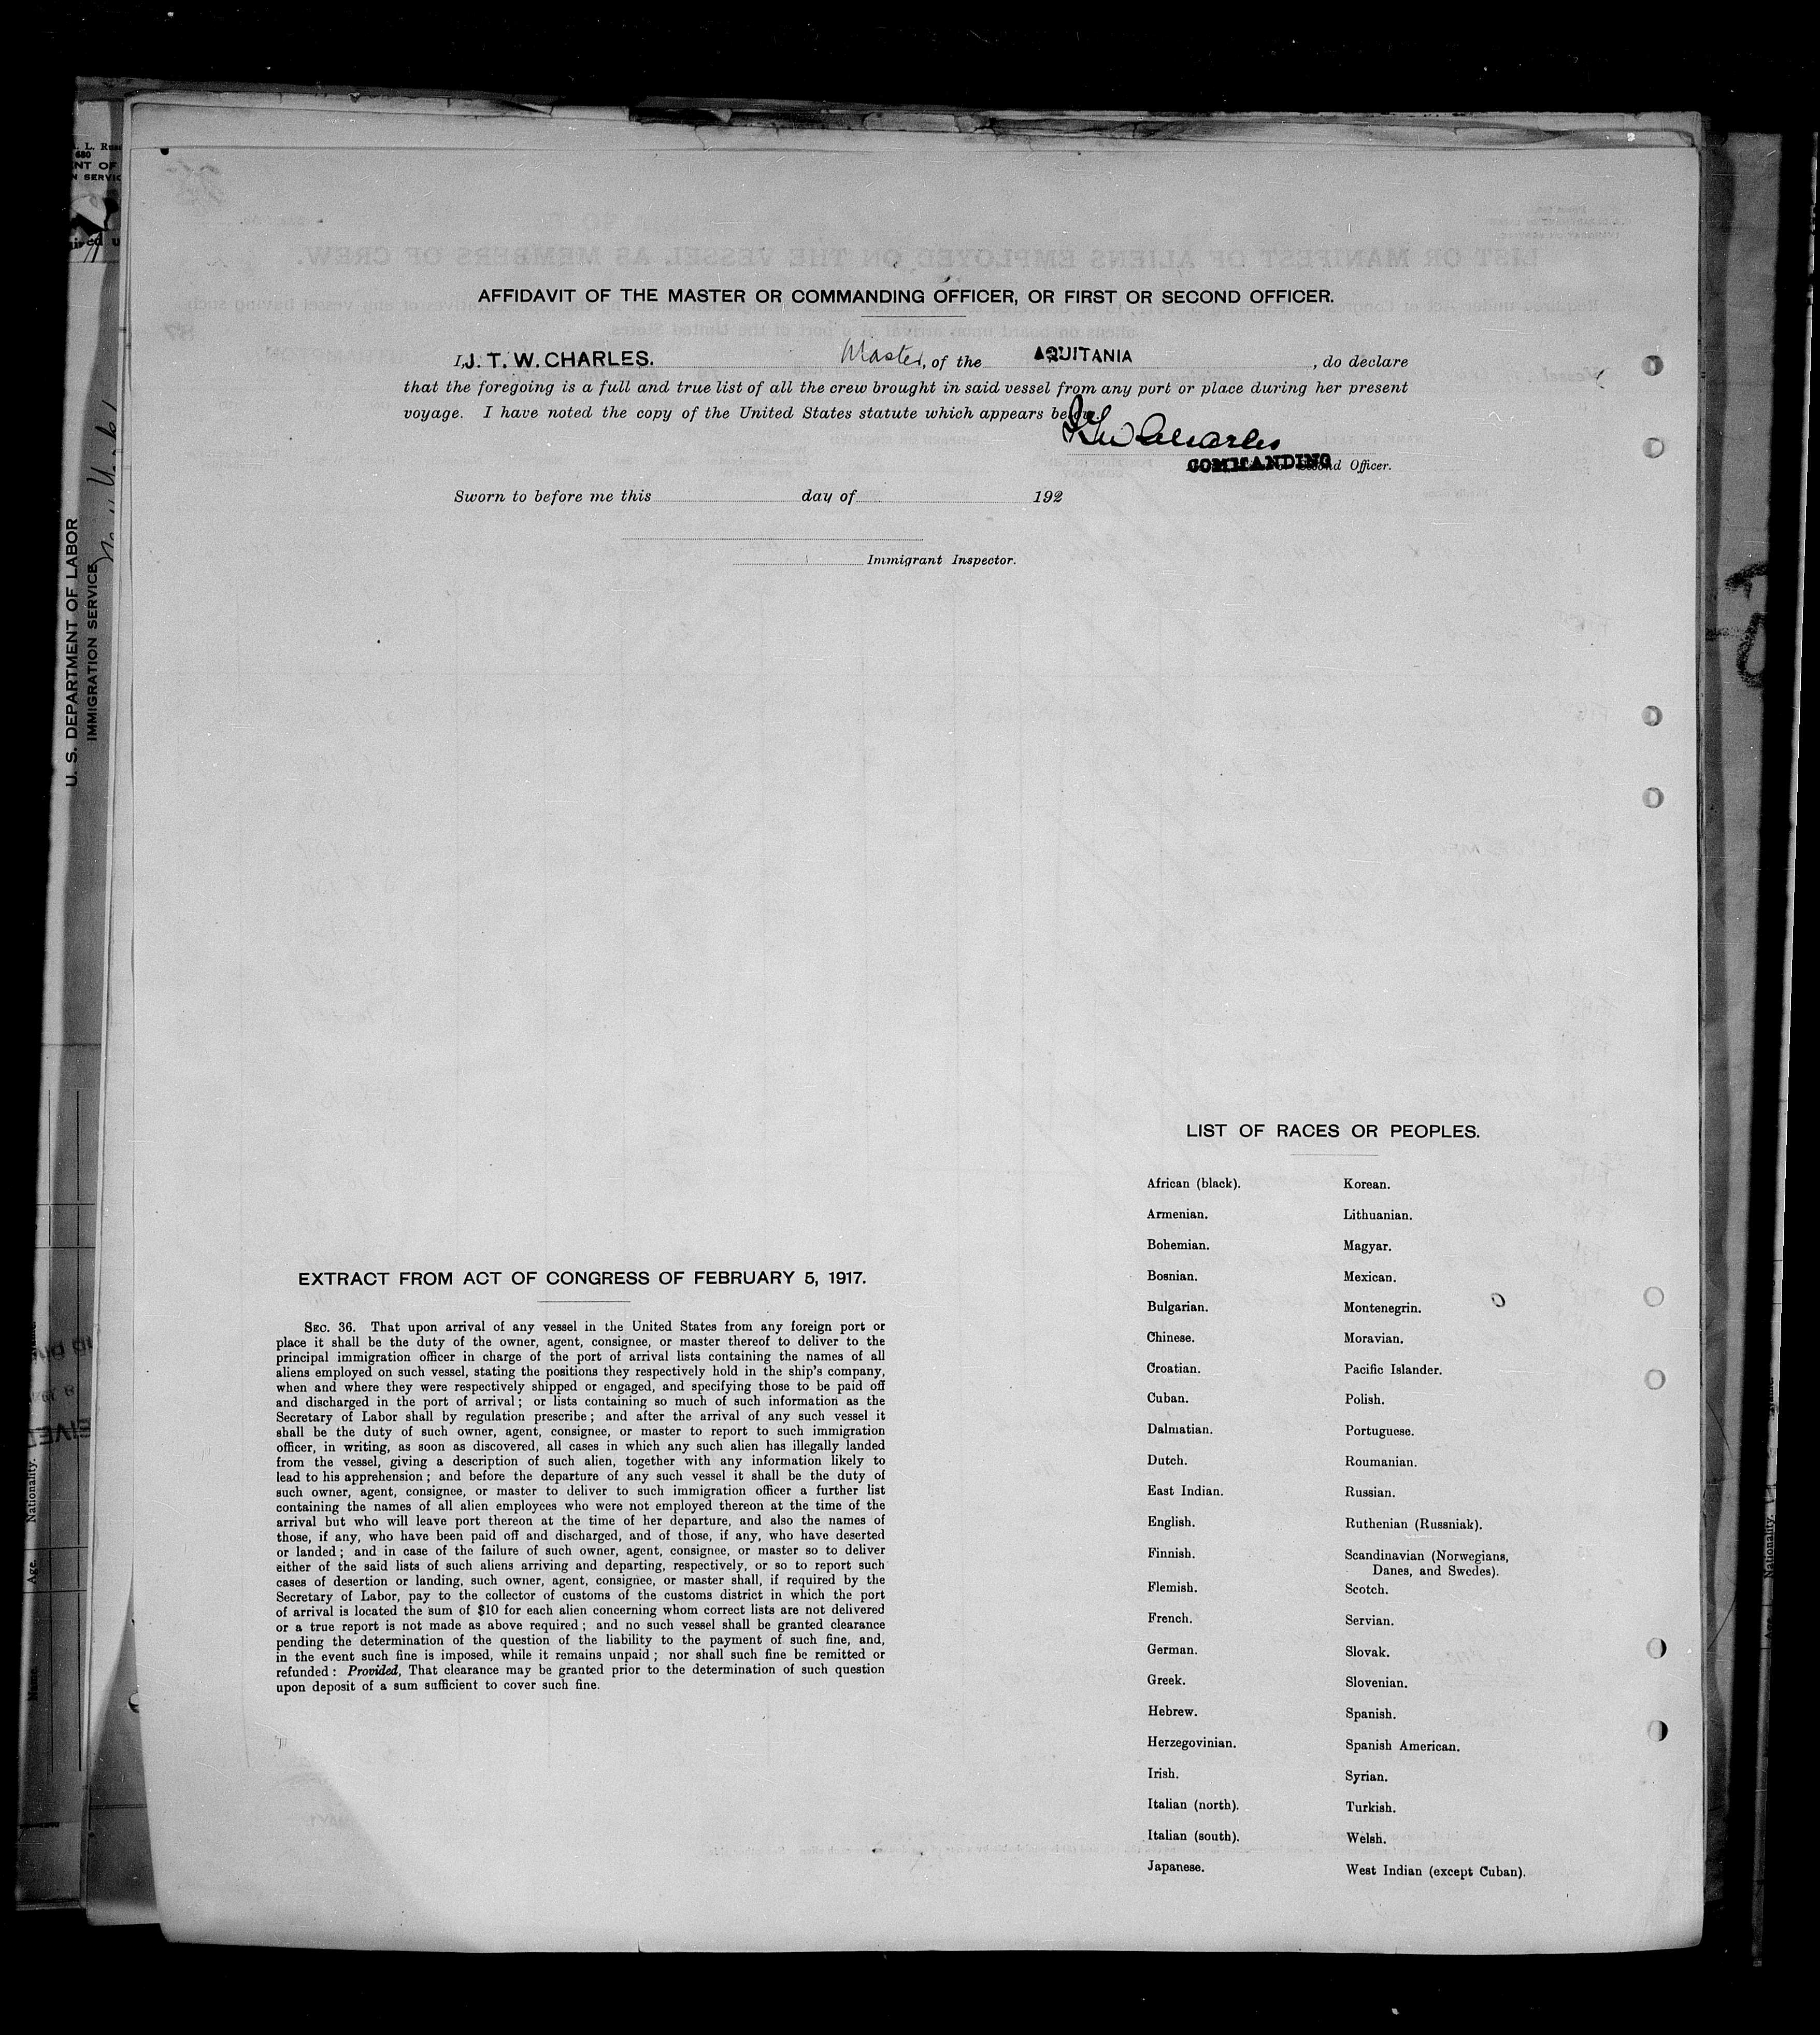 AFFIDAVIT OF THE MASTER OR COMMANDING OFFICER, OR FIRST OR SECOND OFFICER.
I, J. T. W. CHARLES. Master, of the AQUITANIA, do declare
that the foregoing is a full and true list of all the crew brought in said vessel from any port or place during her present
voyage. I have noted the copy of the United States statute which appears below.
JTW Charles
COMMANDING Second Officer.
Sworn to before me this day of 192
Immigrant Inspector.
U. S. DEPARTMENT OF LABOR
IMMIGRATION SERVICE
Nationality.
Age.
Name.
LIST OR MANIFEST OF ALIENS EMPLOYED ON THE VESSEL AS MEMBERS OF CREW.
EXTRACT FROM ACT OF CONGRESS OF FEBRUARY 5, 1917.
SEC. 36. That upon arrival of any vessel in the United States from any foreign port or
place it shall be the duty of the owner, agent, consignee, or master thereof to deliver to the
principal immigration officer in charge of the port of arrival lists containing the names of all
aliens employed on such vessel, stating the positions they respectively hold in the ship's company,
when and where they were respectively shipped or engaged, and specifying those to be paid off
and discharged in the port of arrival; or lists containing so much of such information as the
Secretary of Labor shall by regulation prescribe; and after the arrival of any such vessel it
shall be the duty of such owner, agent, consignee, or master to report to such immigration
officer, in writing, as soon as discovered, all cases in which any such alien has illegally landed
from the vessel, giving a description of such alien, together with any information likely to
lead to his apprehension; and before the departure of any such vessel it shall be the duty of
such owner, agent, consignee, or master to deliver to such immigration officer a further list
containing the names of all alien employees who were not employed thereon at the time of the
arrival but who will leave port thereon at the time of her departure, and also the names of
those, if any, who have been paid off and discharged, and of those, if any, who have deserted
or landed; and in case of the failure of such owner, agent, consignee, or master so to deliver
either of the said lists of such aliens arriving and departing, respectively, or so to report such
cases of desertion or landing, such owner, agent, consignee, or master shall, if required by the
Secretary of Labor, pay to the collector of customs of the customs district in which the port
of arrival is located the sum of $10 for each alien concerning whom correct lists are not delivered
or a true report is not made as above required; and no such vessel shall be granted clearance
pending the determination of the question of the liability to the payment of such fine, and,
in the event such fine is imposed, while it remains unpaid; nor shall such fine be remitted or
refunded: Provided, That clearance may be granted prior to the determination of such question
upon deposit of a sum sufficient to cover such fine.
LIST OF RACES OR PEOPLES.
African (black).
Armenian.
Bohemian.
Bosnian.
Bulgarian.
Chinese.
Croatian.
Cuban.
Dalmatian.
Dutch.
East Indian.
English.
Finnish.
Flemish.
French.
German.
Greek.
Hebrew.
Herzegovinian.
Irish.
Italian (north).
Italian (south).
Japanese.
Korean.
Lithuanian.
Magyar.
Mexican.
Montenegrin.
Moravian.
Pacific Islander.
Polish.
Portuguese.
Roumanian.
Russian.
Ruthenian (Russniak).
Scandinavian (Norwegians,
Danes, and Swedes).
Scotch.
Servian.
Slovak.
Slovenian.
Spanish.
Spanish American.
Syrian.
Turkish.
Welsh.
West Indian (except Cuban).